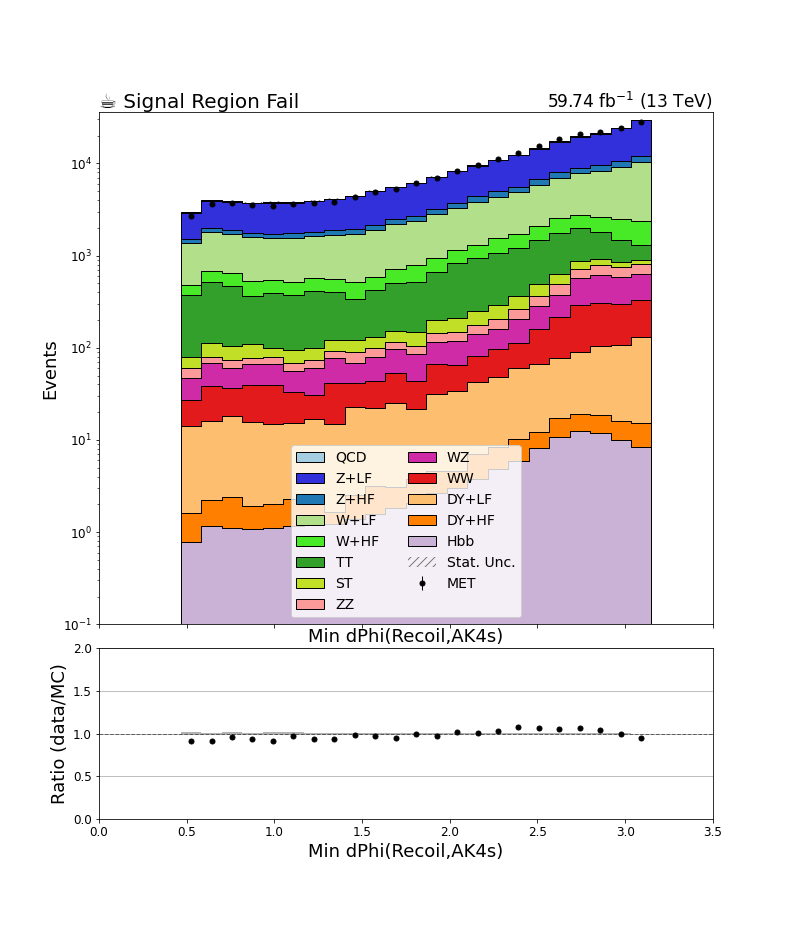 ☕ Signal Region Fail
59.74 fb⁻¹ (13 TeV)
Events
10⁴
10³
10²
10¹
10⁰
10⁻¹
QCD
Z+LF
Z+HF
W+LF
W+HF
TT
ST
ZZ
WZ
WW
DY+LF
DY+HF
Hbb
Stat. Unc.
MET
Min dPhi(Recoil,AK4s)
Ratio (data/MC)
2.0
1.5
1.0
0.5
0.0
0.0 0.5 1.0 1.5 2.0 2.5 3.0 3.5
Min dPhi(Recoil,AK4s)